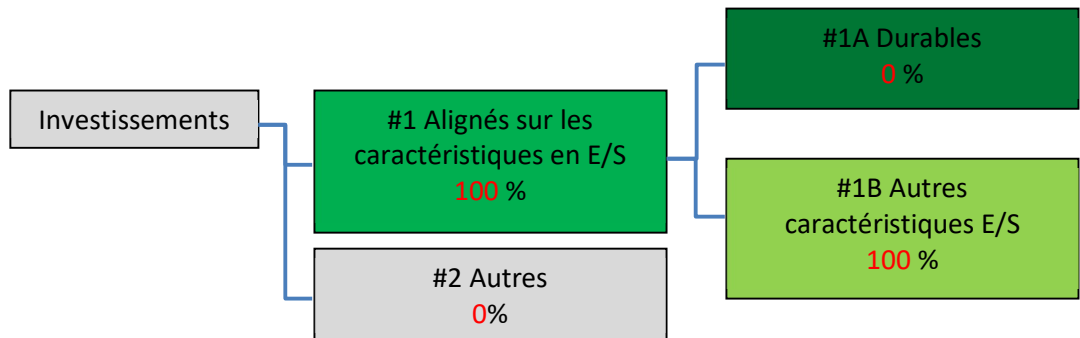 Investissements
#1 Alignés sur les
caractéristiques en E/S
100 %
#2 Autres
0%
#1A Durables
0 %
#1B Autres
caractéristiques E/S
100 %